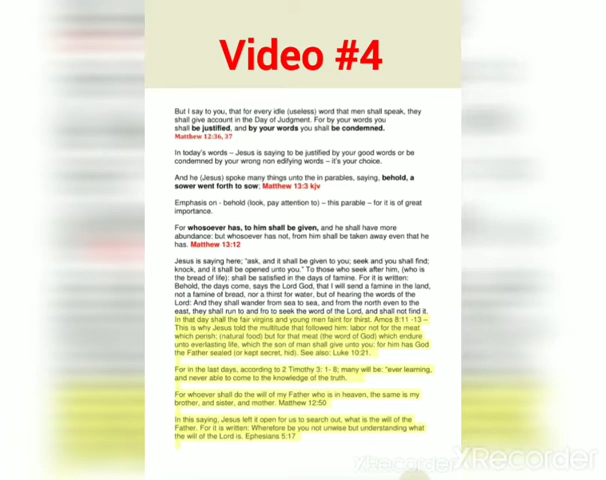 Video #4
But I say to you, that for every idle (useless) word that men shall speak, they
shall give account in the Day of Judgment. For by your words you
shall be justified, and by your words you shall be condemned.
Matthew 12:36, 37
In today's words – Jesus is saying to be justified by your good words or be
condemned by your wrong non edifying words – it's your choice.
And he (Jesus) spoke many things unto the in parables, saying, behold, a
sower went forth to sow; Matthew 13:3 kjv
Emphasis on - behold (look, pay attention to) – this parable – for it is of great
importance.
For whosoever has, to him shall be given, and he shall have more
abundance: but whosoever has not, from him shall be taken away even that he
has. Matthew 13:12
Jesus is saying here; "ask, and it shall be given to you; seek and you shall find;
knock, and it shall be opened unto you." To those who seek after him, (who is
the bread of life): shall be satisfied in the days of famine. For it is written:
Behold, the days come, says the Lord God, that I will send a famine in the land,
not a famine of bread, nor a thirst for water, but of hearing the words of the
Lord: And they shall wander from sea to sea, and from the north even to the
east, they shall run to and fro to seek the word of the Lord, and shall not find it.
In that day shall the fair virgins and young men faint for thirst. Amos 8:11 -13 –
This is why Jesus told the multitude that followed him: labor not for the meat
which perish: (natural food) but for that meat (the word of God) which endure
unto everlasting life, which the son of man shall give unto you: for him has God
the Father sealed (or kept secret, hid). See also: Luke 10:21.
For in the last days, according to 2 Timothy 3: 1- 8; many will be: "ever learning,
and never able to come to the knowledge of the truth.
For whoever shall do the will of my Father who is in heaven, the same is my
brother, and sister, and mother. Matthew 12:50
In this saying, Jesus left it open for us to search out, what is the will of the
Father. For it is written: Wherefore be you not unwise but understanding what
the will of the Lord is. Ephesians 5:17
XRecorder
XRecorder